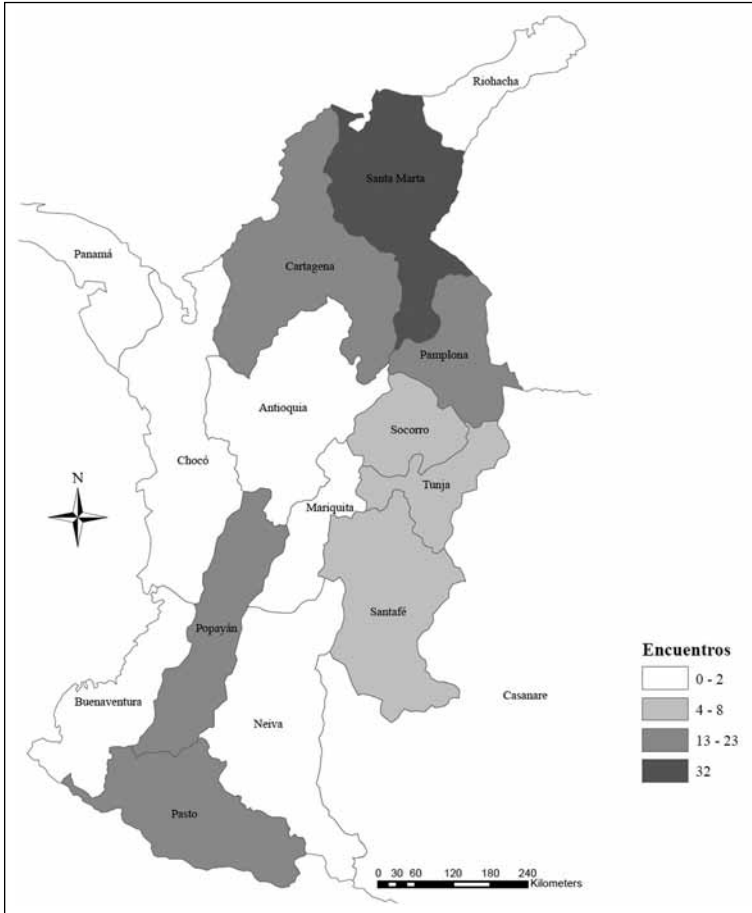 Riohacha
Santa Marta
Panamá
Cartagena
Pamplona
Antioquia
Socorro
Chocó
Tunja
N
Mariquita
Santafé
Popayán
Encuentros
0 - 2
4 - 8
13 - 23
32
Casanare
Buenaventura
Neiva
Pasto
0 30 60 120 180 240
Kilometers